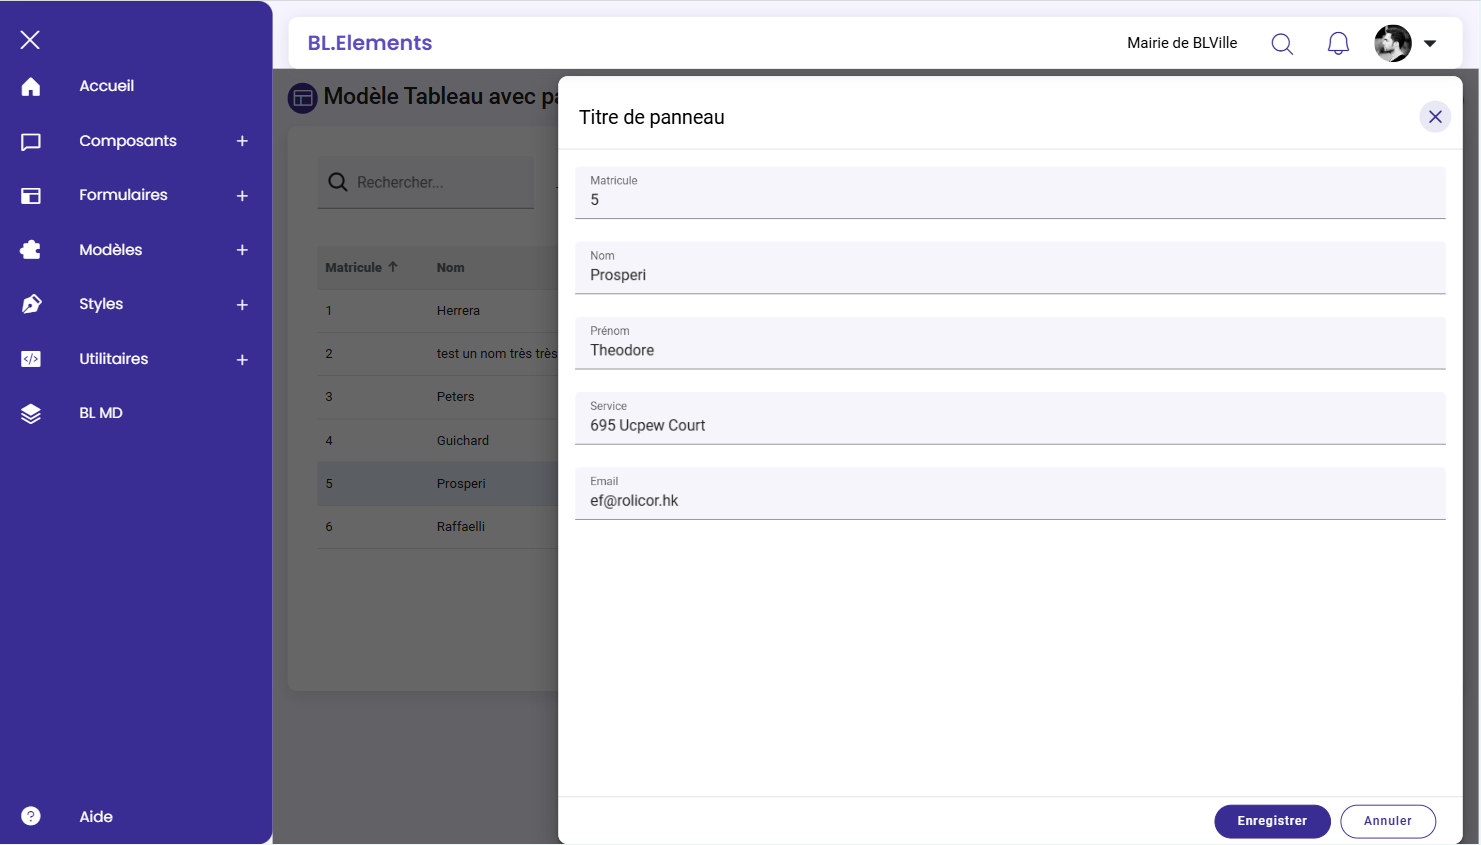 BL.Elements
Mairie de BLVille
Accueil
Composants +
Formulaires +
Modèles +
Styles +
Utilitaires +
BL MD
Aide
Modèle Tableau avec
Rechercher...
Matricule ↑ Nom
1 Herrera
2 test un nom très très
3 Peters
4 Guichard
5 Prosperi
6 Raffaelli
Titre de panneau
Matricule
5
Nom
Prosperi
Prénom
Theodore
Service
695 Ucpew Court
Email
ef@rolicor.hk
Enregistrer Annuler